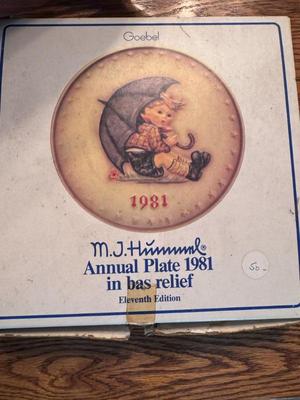 Goebel
1981
M.J.Hummel®
Annual Plate 1981
in bas relief
Eleventh Edition
50.-